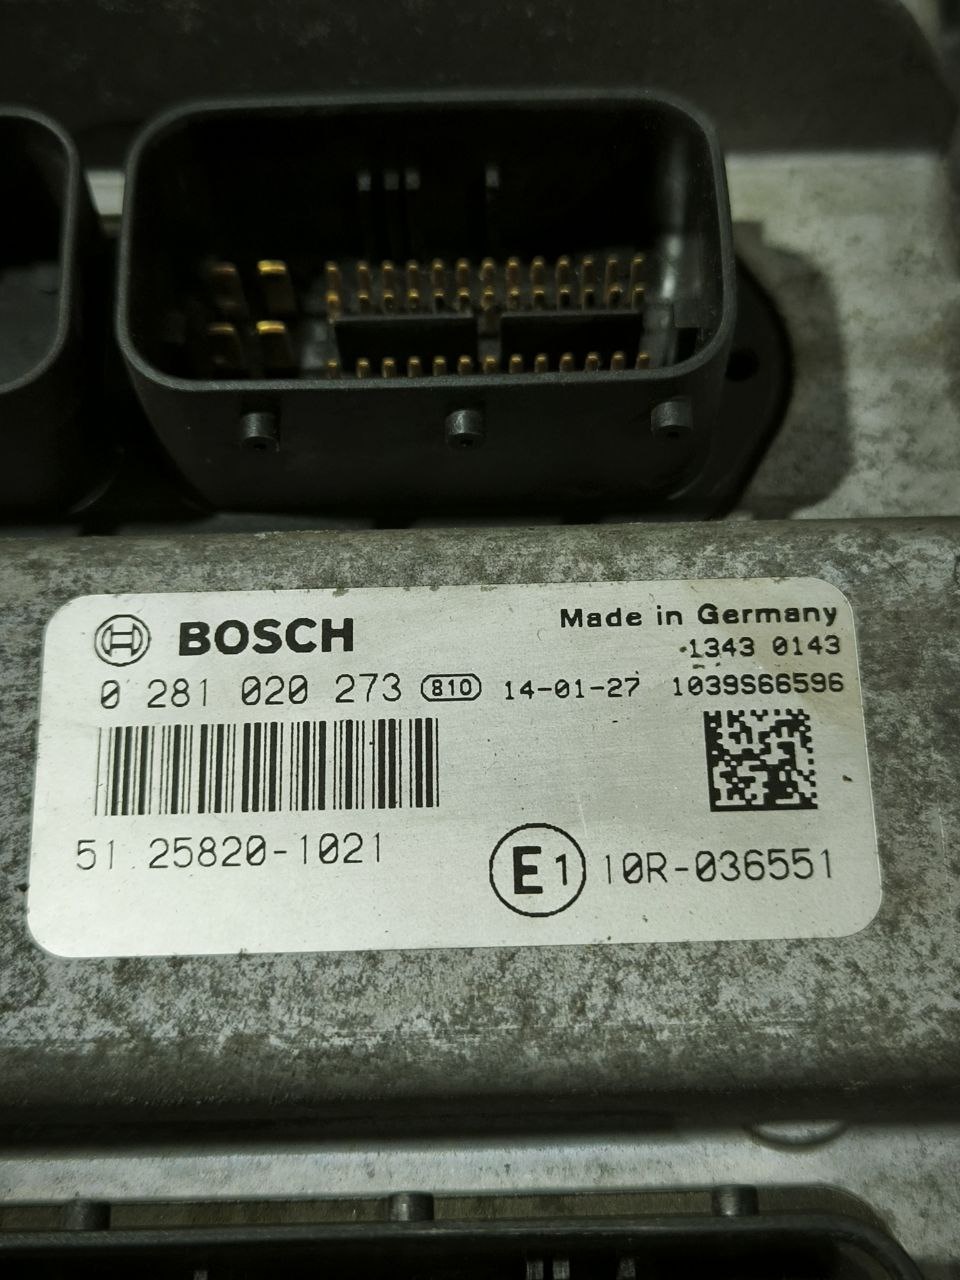 BOSCH
Made in Germany
1343 0143
0 281 020 273 810 14-01-27 1039S66596
51.25820-1021
E1 10R-036551